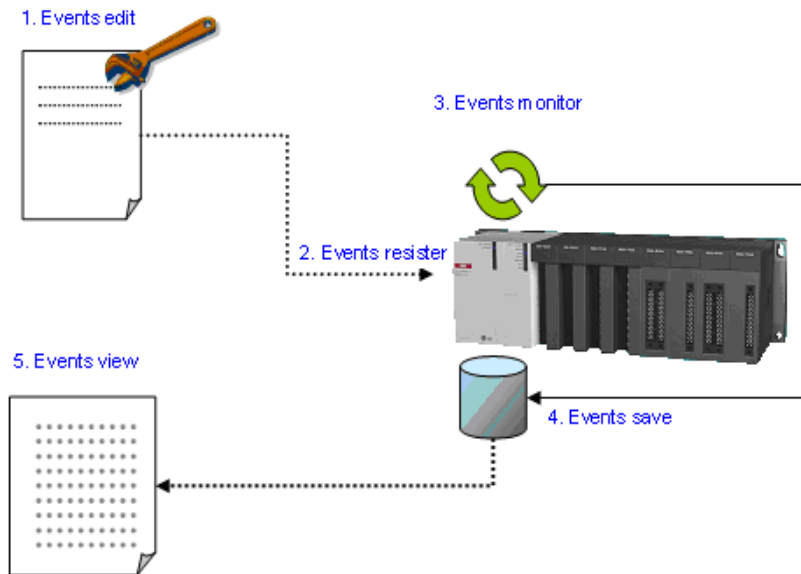 1. Events edit
3. Events monitor
2. Events resister
5. Events view
4. Events save